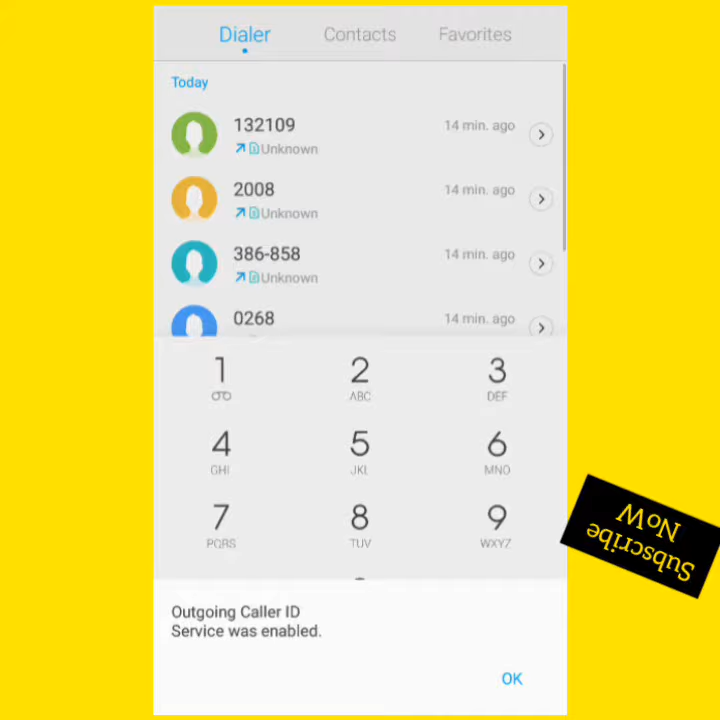 Dialer Contacts Favorites
Today
132109 14 min. ago
Unknown
2008 14 min. ago
Unknown
386-858 14 min. ago
Unknown
0268 14 min. ago
1 2 3
ABC DEF
4 5 6
GHI JKL MNO
7 8 9
PQRS TUV WXYZ
Subscribe
NoW
Outgoing Caller ID
Service was enabled.
OK